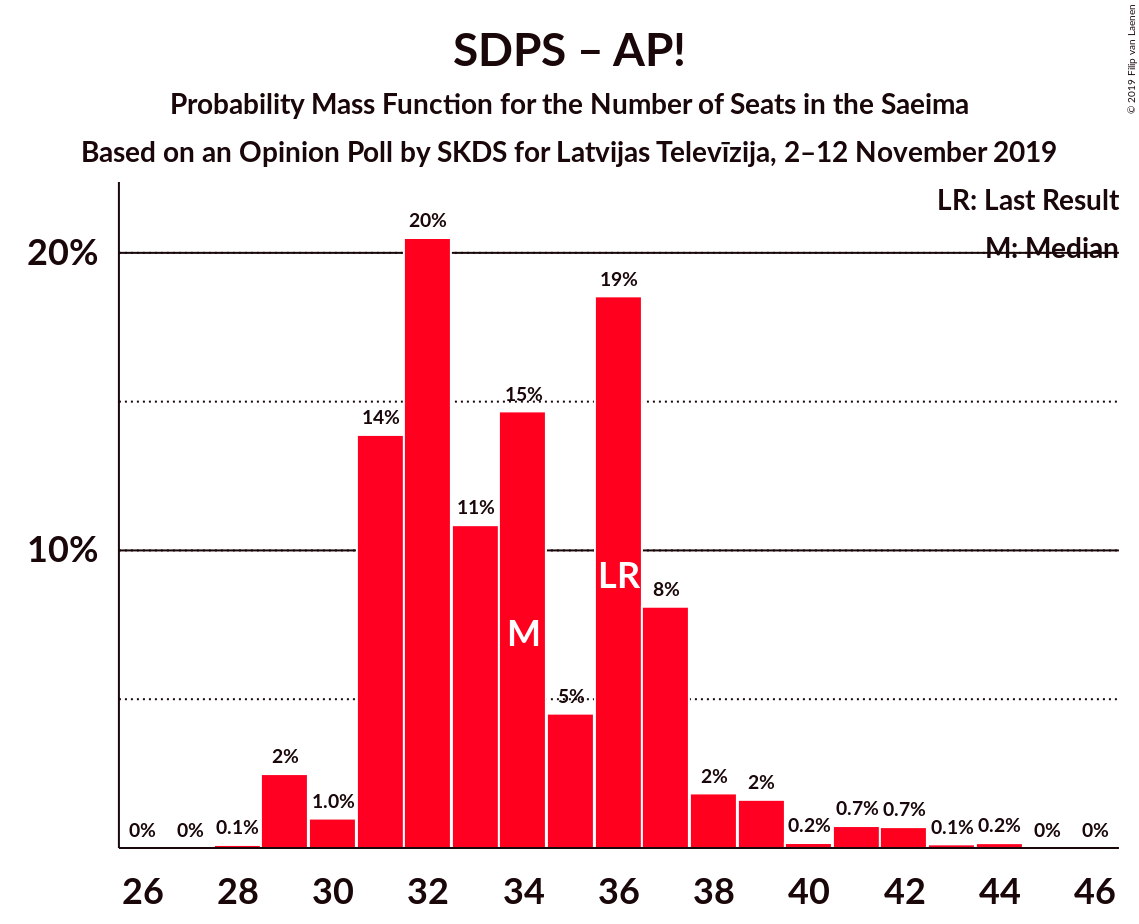 SDPS – AP!
Probability Mass Function for the Number of Seats in the Saeima
Based on an Opinion Poll by SKDS for Latvijas Televīzija, 2–12 November 2019
© 2019 Filip van Laenen
LR: Last Result
M: Median
20%
10%
0%
0%
0.1%
2%
1.0%
14%
20%
11%
15%
5%
19%
8%
2%
2%
0.2%
0.7%
0.7%
0.1%
0.2%
0%
0%
M
LR
26 28 30 32 34 36 38 40 42 44 46